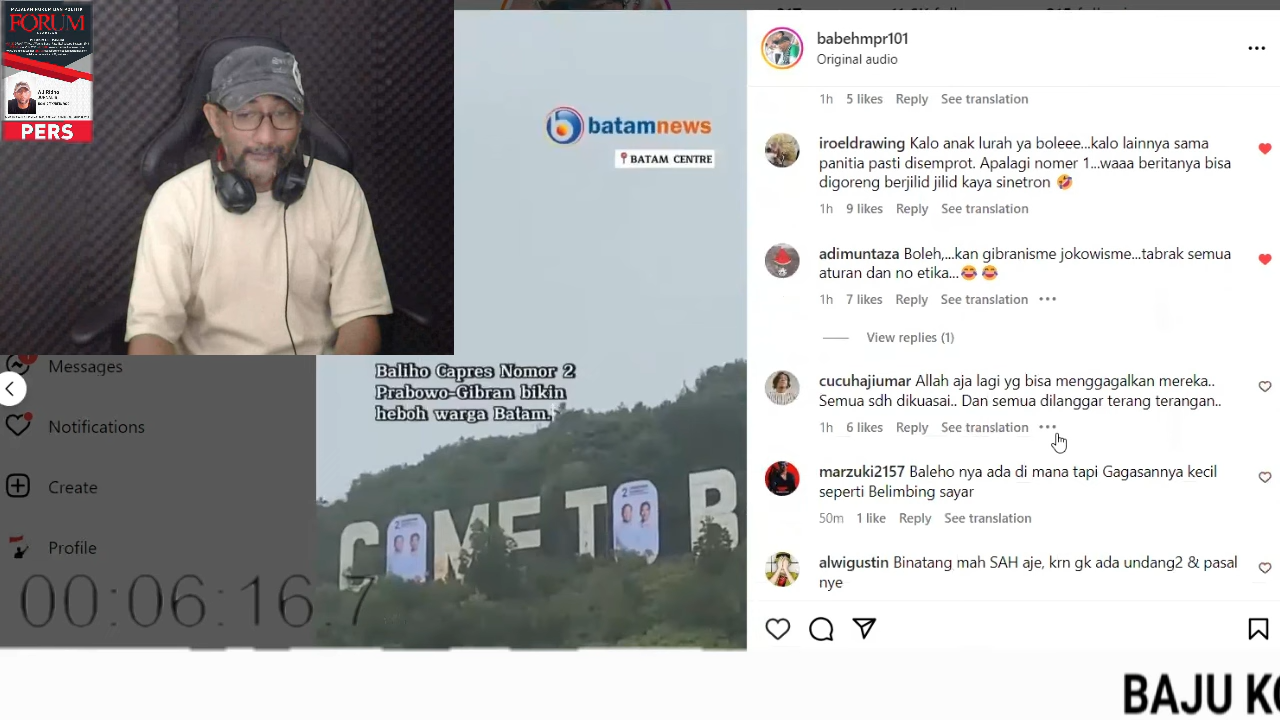 MAJALAH HUKUM DAN POLITIK
FORUM
PERS
batamnews
BATAM CENTRE
Baliho Capres Nomor 2
Prabowo-Gibran bikin
heboh warga Batam.
COME TO B
Messages
Notifications
Create
Profile
00:06:16.7
babehmpr101
Original audio
1h 5 likes Reply See translation
iroeldrawing Kalo anak lurah ya boleee...kalo lainnya sama
panitia pasti disemprot. Apalagi nomer 1...waaa beritanya bisa
digoreng berjilid jilid kaya sinetron 🤣
1h 9 likes Reply See translation
adimuntaza Boleh,...kan gibranisme jokowisme...tabrak semua
aturan dan no etika...😂 😂
1h 7 likes Reply See translation
View replies (1)
cucuhajiumar Allah aja lagi yg bisa menggagalkan mereka..
Semua sdh dikuasai.. Dan semua dilanggar terang terangan..
1h 6 likes Reply See translation
marzuki2157 Baleho nya ada di mana tapi Gagasannya kecil
seperti Belimbing sayar
50m 1 like Reply See translation
alwigustin Binatang mah SAH aje, krn gk ada undang2 & pasal
nye
BAJU KO